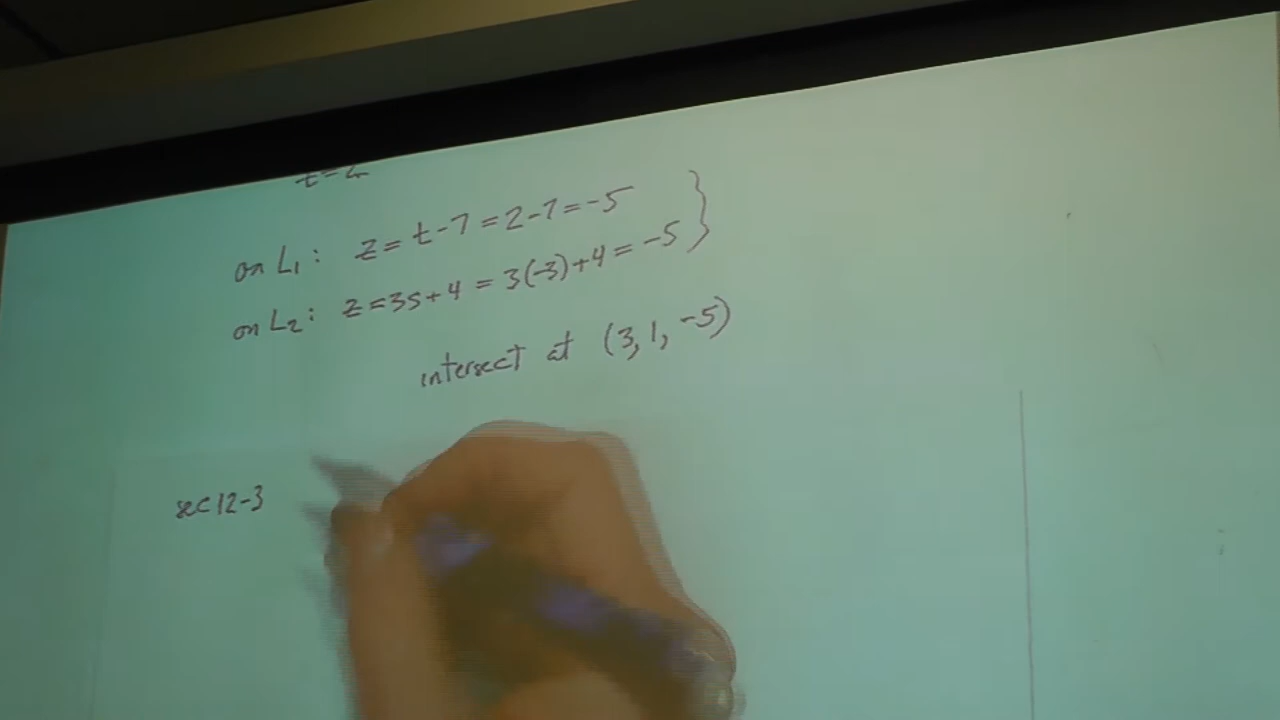 t=2
on L₁: z = t-7 = 2-7 = -5
on L₂: z = 3s+4 = 3(-3)+4 = -5
intersect at (3, 1, -5)
sec 12-3